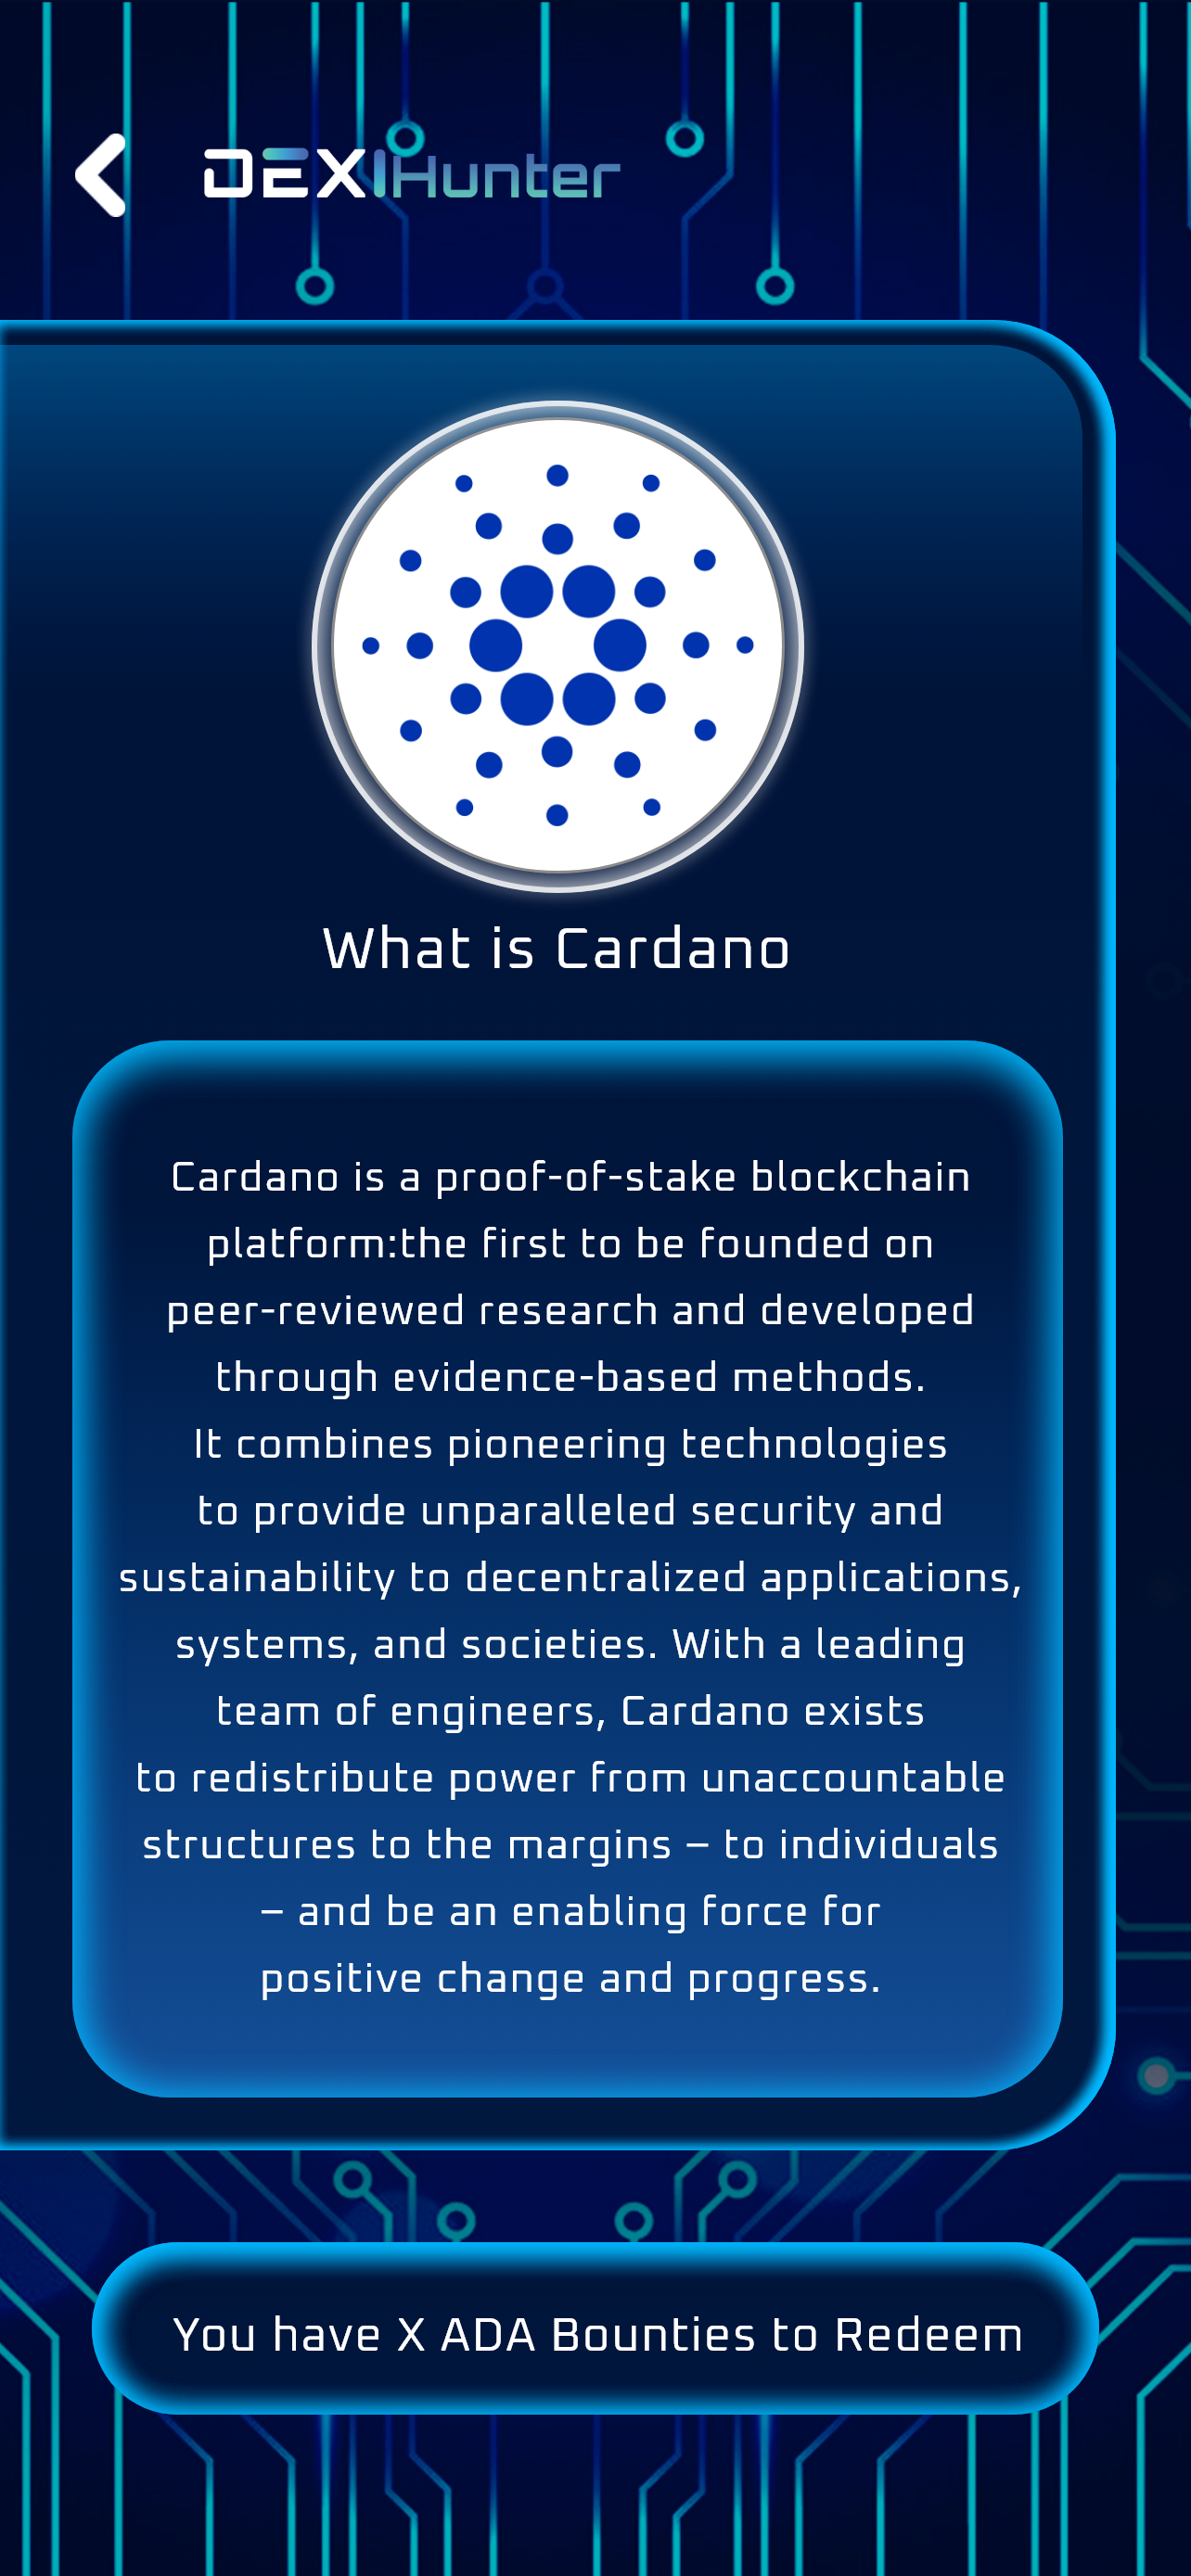 DEX|Hunter
What is Cardano
Cardano is a proof-of-stake blockchain
platform:the first to be founded on
peer-reviewed research and developed
through evidence-based methods.
It combines pioneering technologies
to provide unparalleled security and
sustainability to decentralized applications,
systems, and societies. With a leading
team of engineers, Cardano exists
to redistribute power from unaccountable
structures to the margins – to individuals
– and be an enabling force for
positive change and progress.
You have X ADA Bounties to Redeem